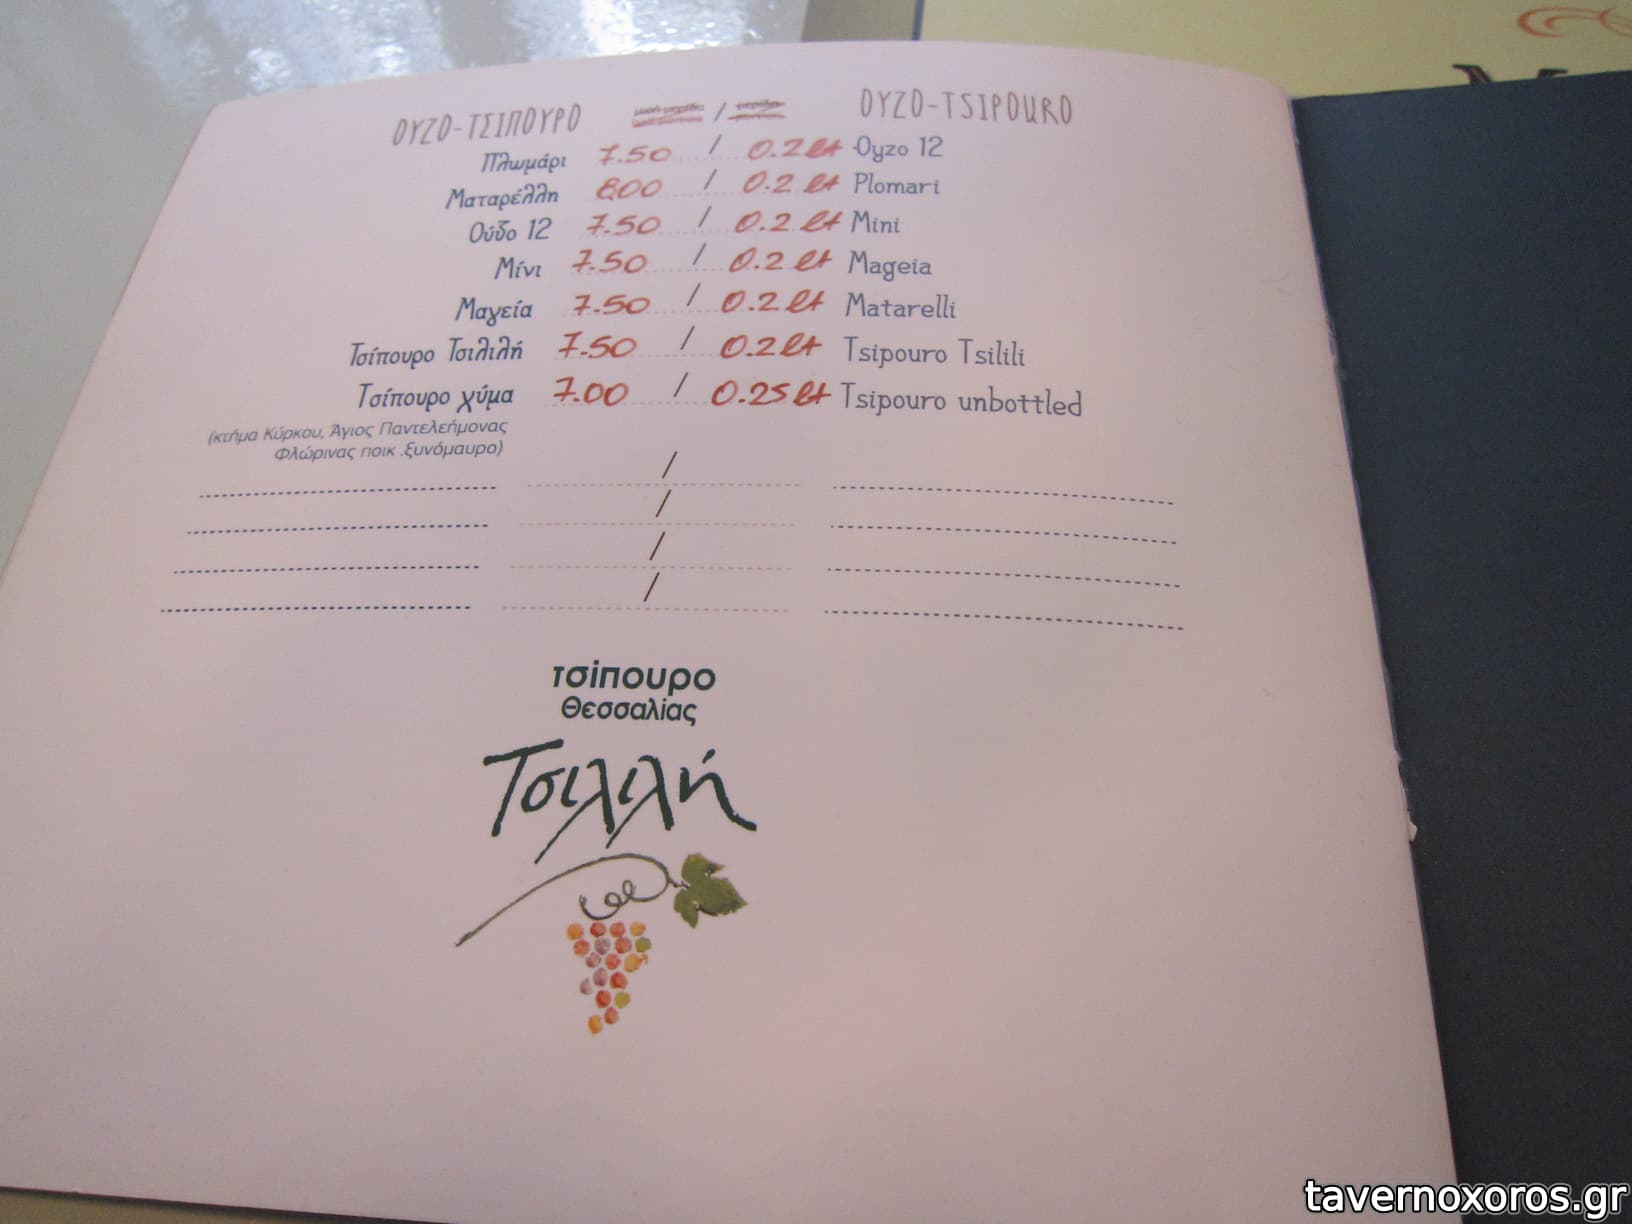 ΟΥΖΟ-ΤΣΙΠΟΥΡΟ / ΟΥΖΟ-TSIPOURO
Πλωμάρι 7.50 / 0.2 lt Ουzo 12
Ματαρέλλη 8.00 / 0.2 lt Plomari
Ούδο 12 7.50 / 0.2 lt Mini
Μίνι 7.50 / 0.2 lt Mageia
Μαγεία 7.50 / 0.2 lt Matarelli
Τσίπουρο Τσιλιλή 7.50 / 0.2 lt Tsipouro Tsilili
Τσίπουρο χύμα 7.00 / 0.25 lt Tsipouro unbottled
(κτήμα Κύρκου, Άγιος Παντελεήμονας
Φλώρινας ποικ .ξυνόμαυρο)
/
/
/
/
τσίπουρο
Θεσσαλίας
Τσιλιλή
tavernoxoros.gr